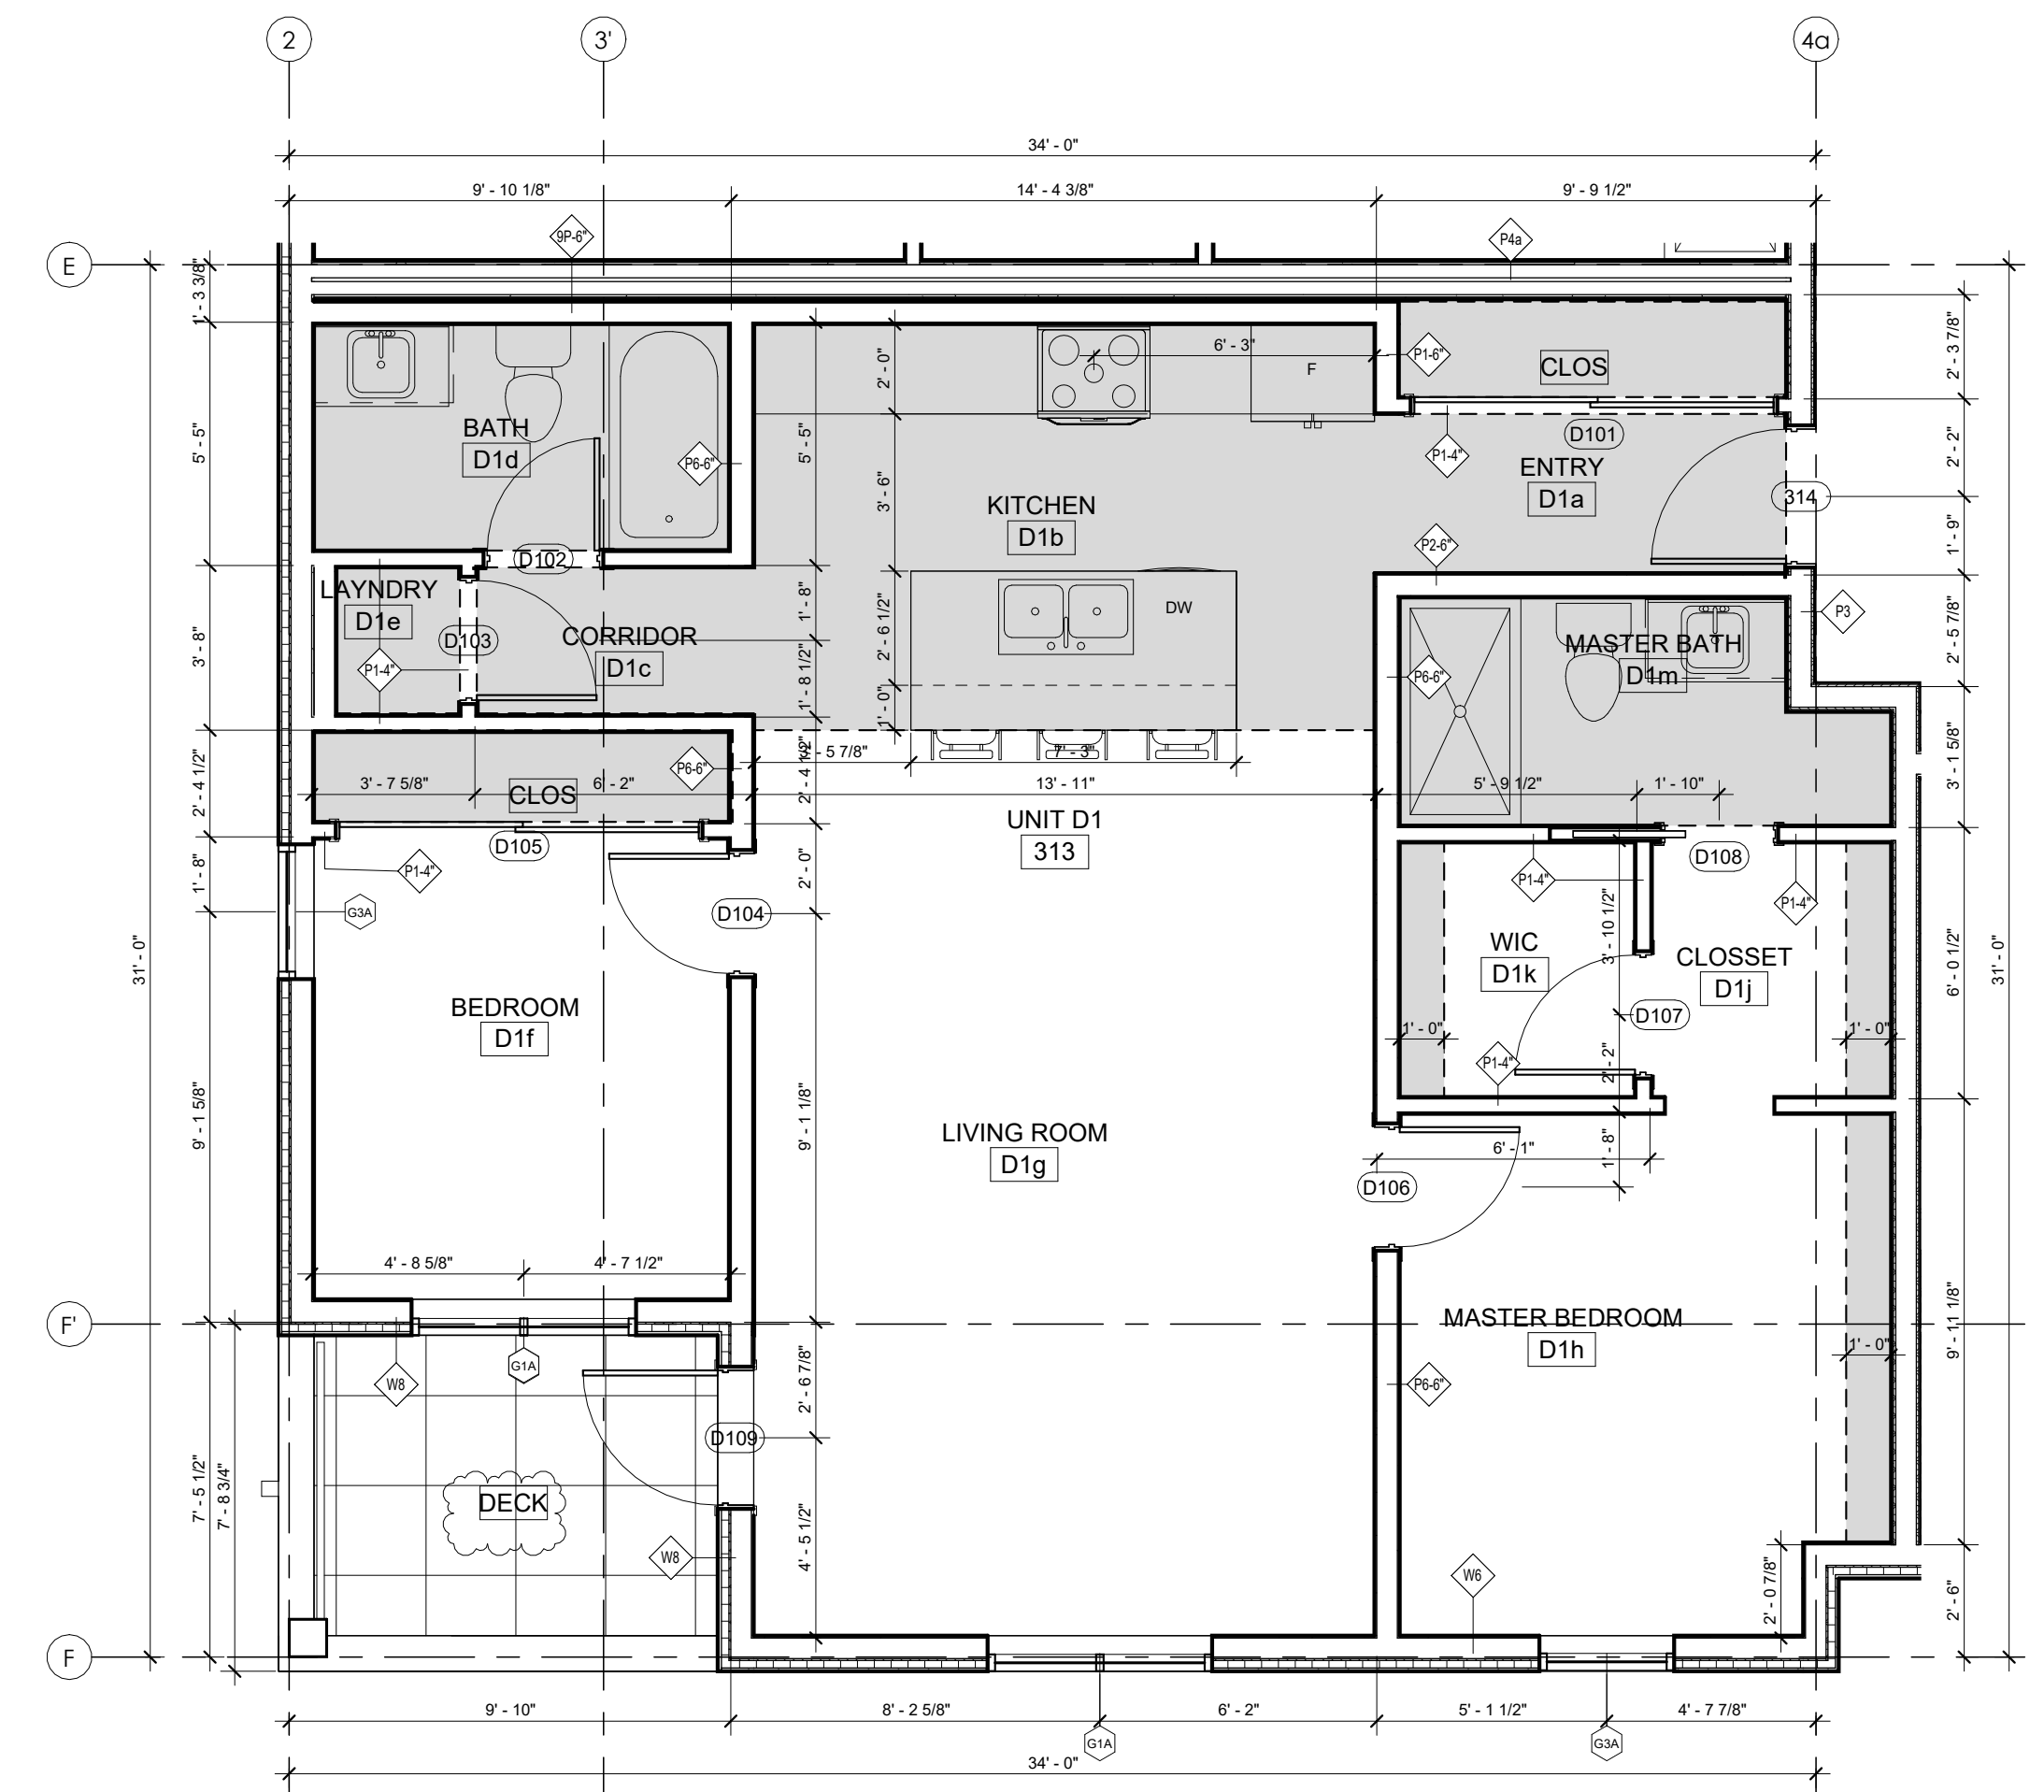 2
3'
4a
34' - 0"
9' - 10 1/8"
14' - 4 3/8"
9' - 9 1/2"
9P-6"
P4a
E
1' - 3 3/8"
2' - 3 7/8"
2' - 0"
6' - 3"
P1-6"
F
CLOS
BATH
D1d
P6-6"
5' - 5"
5' - 5"
D101
P1-4"
2' - 2"
ENTRY
D1a
3' - 6"
KITCHEN
D1b
314
D102
P2-6"
1' - 9"
LAYNDRY
D1e
D103
CORRIDOR
D1c
P1-4"
3' - 8"
1' - 8"
1' - 8 1/2"
2' - 6 1/2"
1' - 0"
DW
P3
MASTER BATH
D1m
P6-6"
2' - 5 7/8"
2' - 4 1/2"
3' - 7 5/8"
CLOS
6' - 2"
P6-6"
2' - 4 1/2"
- 5 7/8"
7' - 3"
13' - 11"
5' - 9 1/2"
1' - 10"
3' - 1 5/8"
UNIT D1
313
D105
P1-4"
D108
P1-4"
P1-4"
1' - 8"
2' - 0"
G3A
D104
31' - 0"
31' - 0"
WIC
D1k
3' - 10 1/2"
CLOSSET
D1j
6' - 0 1/2"
BEDROOM
D1f
D107
1' - 0"
1' - 0"
P1-4"
2' - 2"
9' - 1 5/8"
9' - 1 1/8"
LIVING ROOM
D1g
6' - 1"
1' - 8"
D106
4' - 8 5/8"
4' - 7 1/2"
F'
MASTER BEDROOM
D1h
1' - 0"
9' - 11 1/8"
G1A
W8
2' - 6 7/8"
P6-6"
D109
7' - 5 1/2"
7' - 8 3/4"
DECK
W8
4' - 5 1/2"
W6
2' - 0 7/8"
2' - 6"
F
9' - 10"
8' - 2 5/8"
6' - 2"
5' - 1 1/2"
4' - 7 7/8"
G1A
G3A
34' - 0"